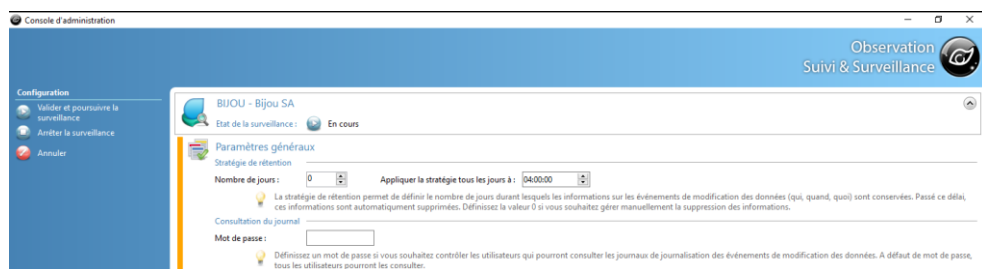 Console d'administration
Observation
Suivi & Surveillance
Configuration
Valider et poursuivre la
surveillance
Arrêter la surveillance
Annuler
BIJOU - Bijou SA
Etat de la surveillance : En cours
Paramètres généraux
Stratégie de rétention
Nombre de jours : 0 Appliquer la stratégie tous les jours à : 04:00:00
La stratégie de rétention permet de définir le nombre de jours durant lesquels les informations sur les événements de modification des données (qui, quand, quoi) sont conservées. Passé ce délai,
ces informations sont automatiquement supprimées. Définissez la valeur 0 si vous souhaitez gérer manuellement la suppression des informations.
Consultation du journal
Mot de passe :
Définissez un mot de passe si vous souhaitez contrôler les utilisateurs qui pourront consulter les journaux de journalisation des événements de modification des données. A défaut de mot de passe,
tous les utilisateurs pourront les consulter.